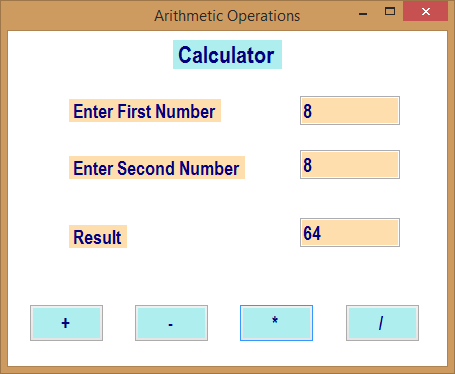 Arithmetic Operations
Calculator
Enter First Number 8
Enter Second Number 8
Result 64
+ - * /